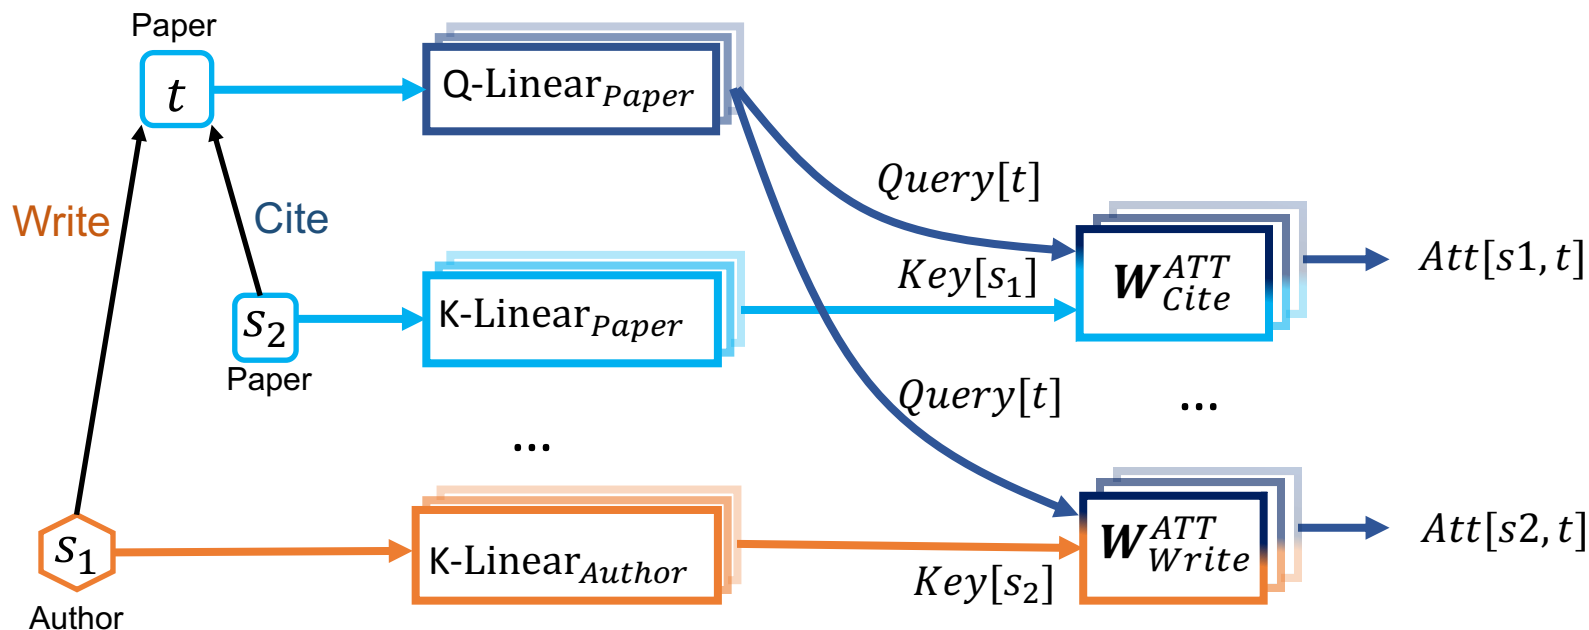 Paper
t
Q-Linear_Paper
Query[t]
Write
Cite
Key[s_1]
W^ATT_Cite
Att[s1, t]
s_2
K-Linear_Paper
Paper
Query[t]
...
...
s_1
K-Linear_Author
W^ATT_Write
Att[s2, t]
Key[s_2]
Author